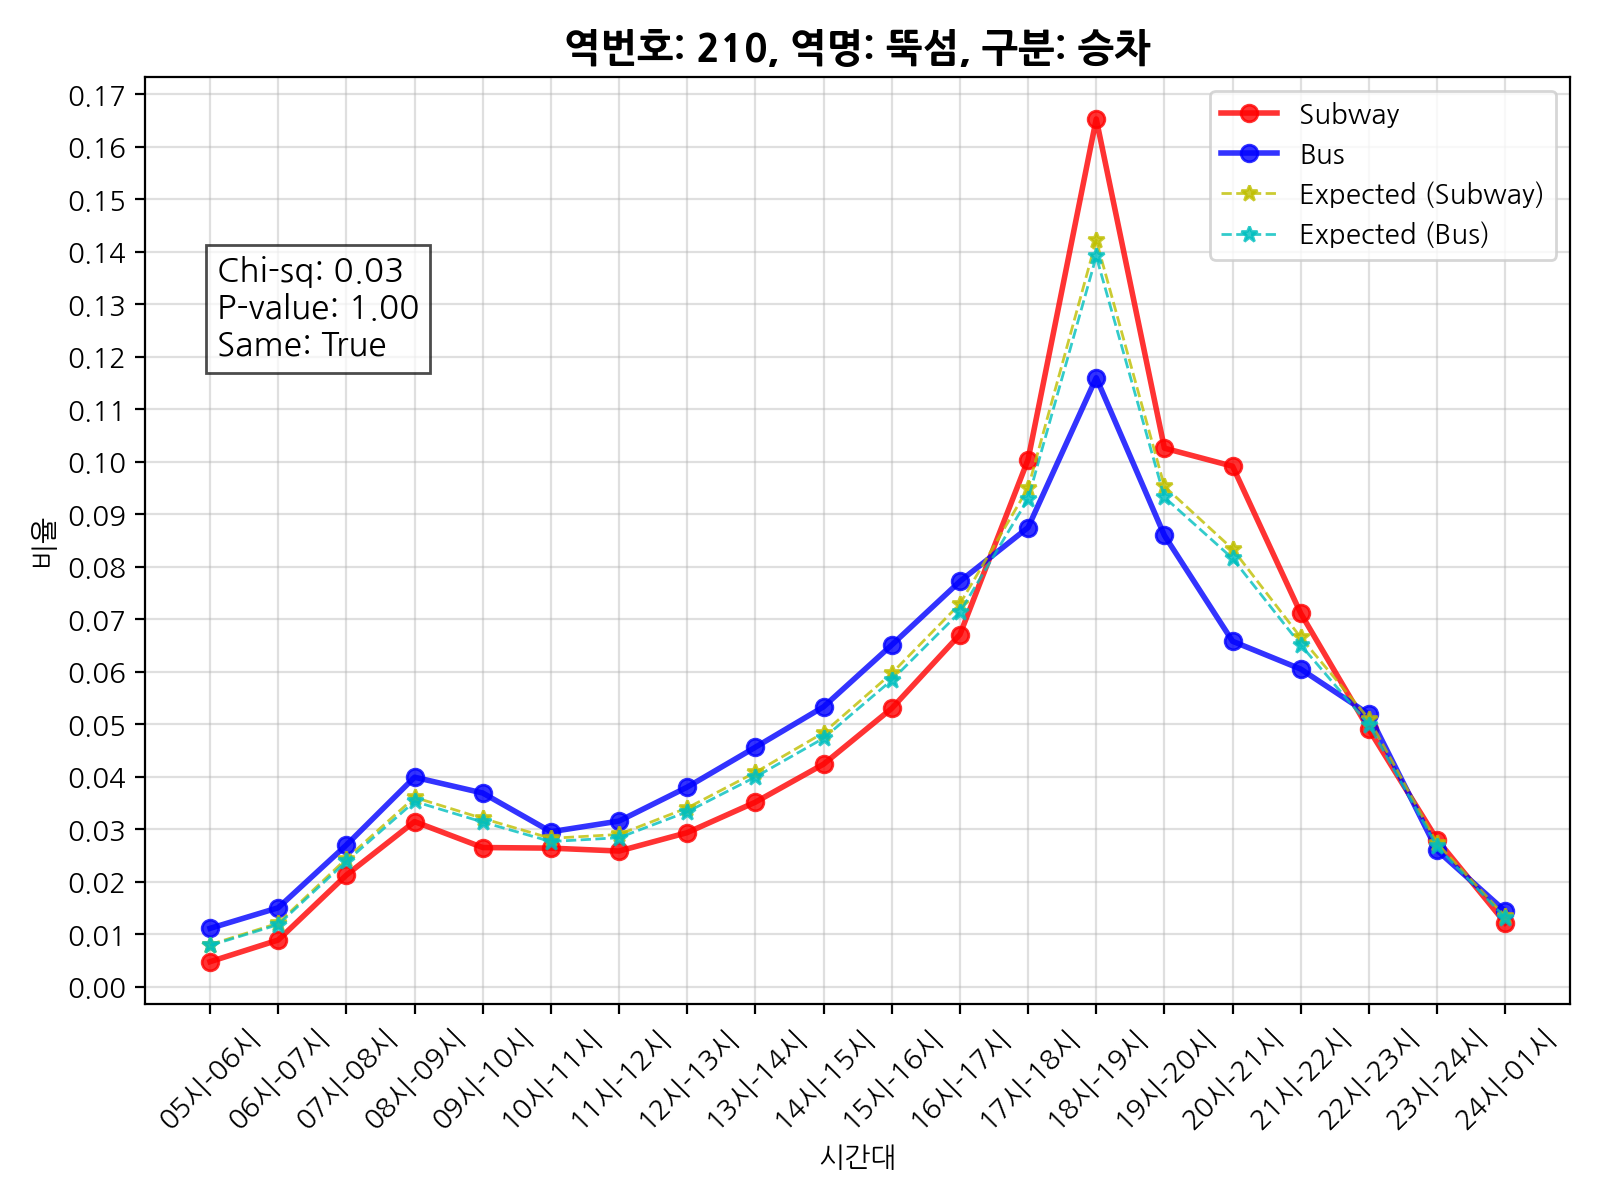 역번호: 210, 역명: 뚝섬, 구분: 승차
0.17
0.16
0.15
0.14
0.13
0.12
0.11
0.10
0.09
0.08
0.07
0.06
0.05
0.04
0.03
0.02
0.01
0.00
비율
Subway
Bus
Expected (Subway)
Expected (Bus)
Chi-sq: 0.03
P-value: 1.00
Same: True
05시-06시
06시-07시
07시-08시
08시-09시
09시-10시
10시-11시
11시-12시
12시-13시
13시-14시
14시-15시
15시-16시
16시-17시
17시-18시
18시-19시
19시-20시
20시-21시
21시-22시
22시-23시
23시-24시
24시-01시
시간대